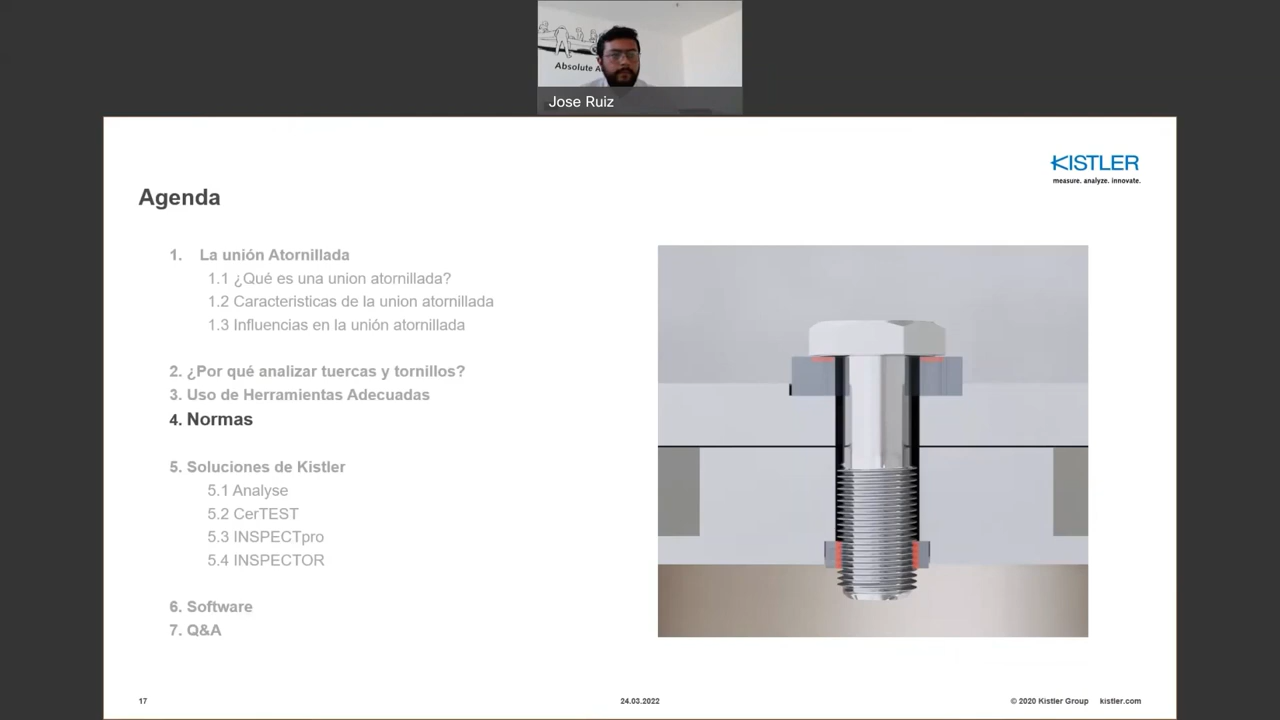 Absolute A
Jose Ruiz
KISTLER
measure. analyze. innovate.
Agenda
1. La unión Atornillada
1.1 ¿Qué es una union atornillada?
1.2 Caracteristicas de la union atornillada
1.3 Influencias en la unión atornillada
2. ¿Por qué analizar tuercas y tornillos?
3. Uso de Herramientas Adecuadas
4. Normas
5. Soluciones de Kistler
5.1 Analyse
5.2 CerTEST
5.3 INSPECTpro
5.4 INSPECTOR
6. Software
7. Q&A
17
24.03.2022
© 2020 Kistler Group kistler.com